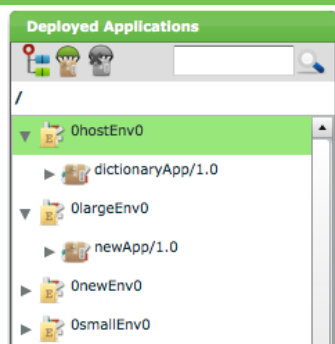 Deployed Applications
/
0hostEnv0
dictionaryApp/1.0
0largeEnv0
newApp/1.0
0newEnv0
0smallEnv0